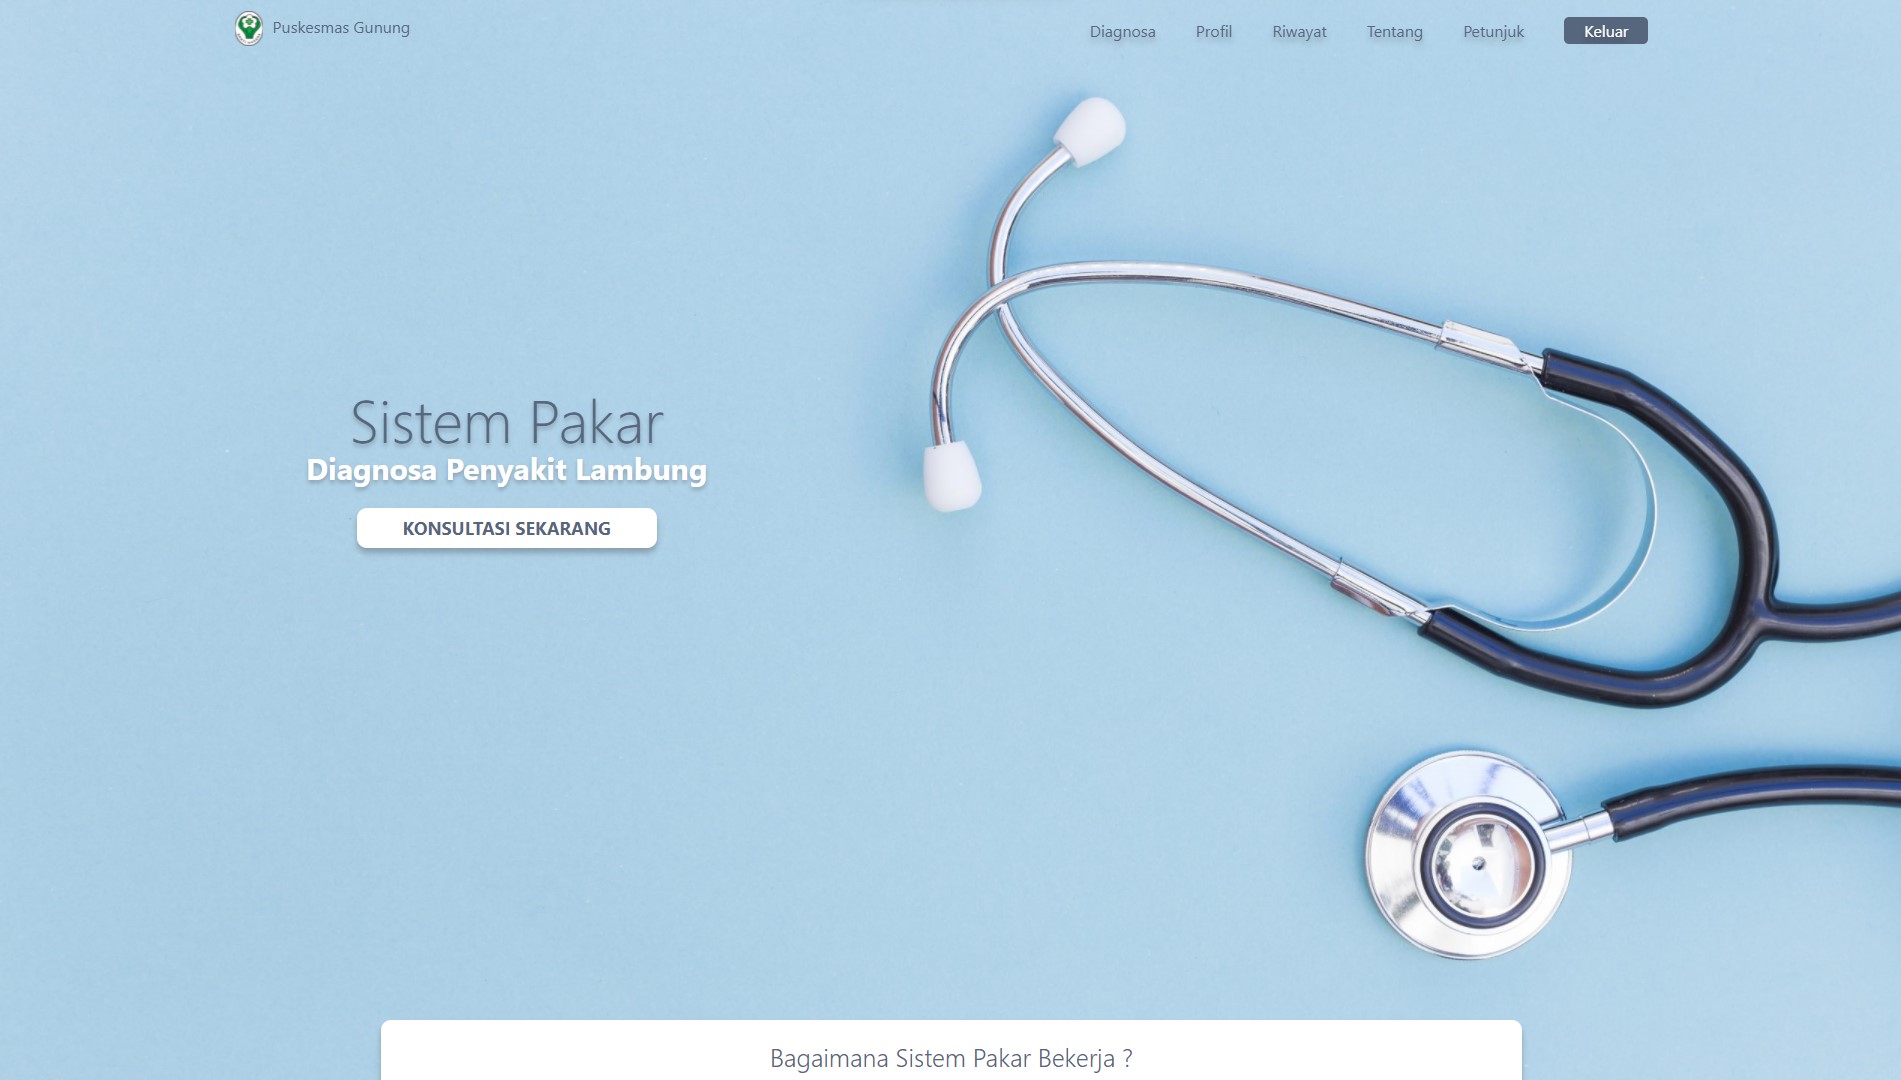 Puskesmas Gunung
Diagnosa
Profil
Riwayat
Tentang
Petunjuk
Keluar
Sistem Pakar
Diagnosa Penyakit Lambung
KONSULTASI SEKARANG
Bagaimana Sistem Pakar Bekerja ?